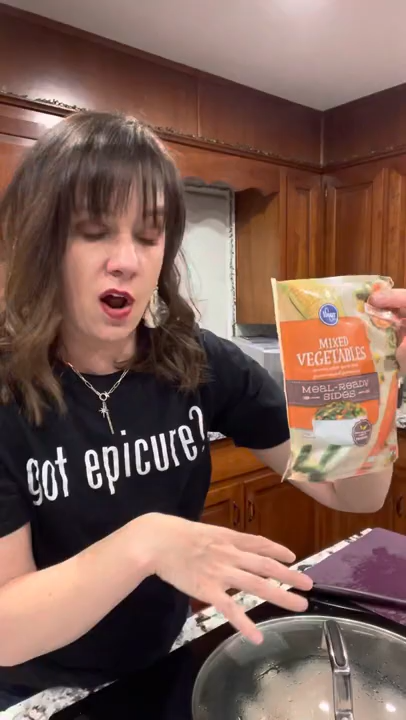 got epicure?
Kroger
MIXED
VEGETABLES
MEAL-READY
SIDES